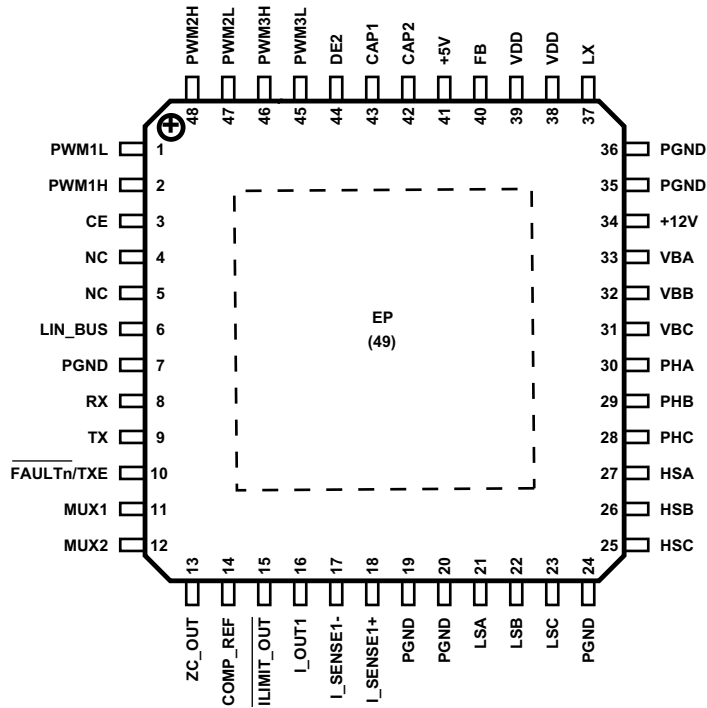 PWM2H
PWM2L
PWM3H
PWM3L
DE2
CAP1
CAP2
+5V
FB
VDD
VDD
LX
48
47
46
45
44
43
42
41
40
39
38
37
PWM1L 1
PWM1H 2
CE 3
NC 4
NC 5
LIN_BUS 6
PGND 7
RX 8
TX 9
FAULTn/TXE 10
MUX1 11
MUX2 12
EP
(49)
36 PGND
35 PGND
34 +12V
33 VBA
32 VBB
31 VBC
30 PHA
29 PHB
28 PHC
27 HSA
26 HSB
25 HSC
13
14
15
16
17
18
19
20
21
22
23
24
ZC_OUT
COMP_REF
ILIMIT_OUT
I_OUT1
I_SENSE1-
I_SENSE1+
PGND
PGND
LSA
LSB
LSC
PGND